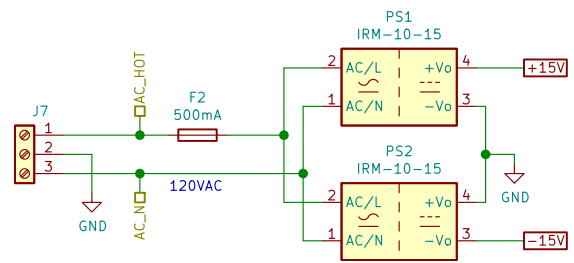 PS1
IRM-10-15
2 AC/L +Vo 4
+15V
1 AC/N -Vo 3
AC_HOT
F2
500mA
J7
1
2
3
120VAC
GND
AC_N
PS2
IRM-10-15
2 AC/L +Vo 4
GND
1 AC/N -Vo 3
-15V